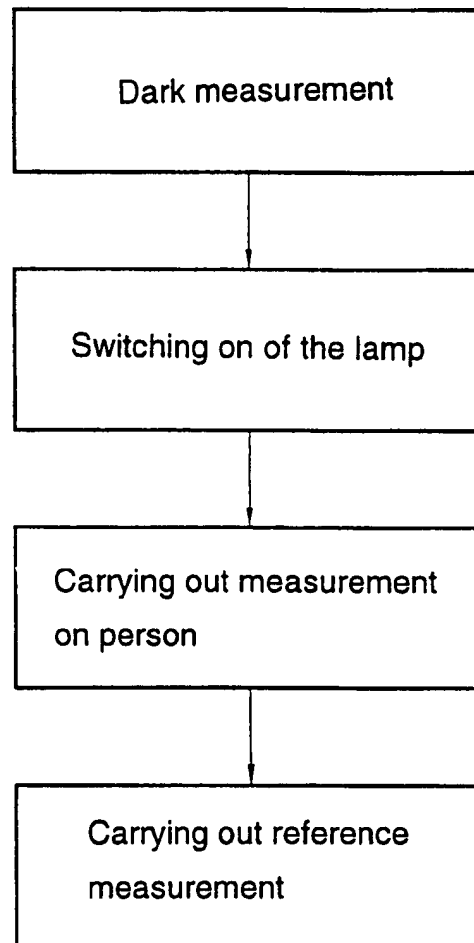 Dark measurement
Switching on of the lamp
Carrying out measurement
on person
Carrying out reference
measurement